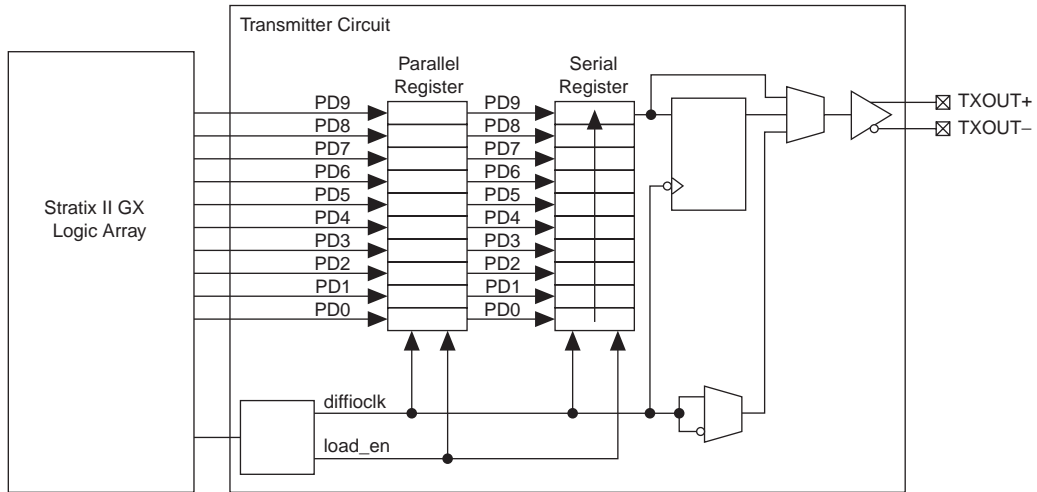 Transmitter Circuit
Parallel
Register
Serial
Register
PD9
PD9
PD8
PD8
PD7
PD7
PD6
PD6
PD5
PD5
PD4
PD4
PD3
PD3
PD2
PD2
PD1
PD1
PD0
PD0
Stratix II GX
Logic Array
TXOUT+
TXOUT−
diffioclk
load_en